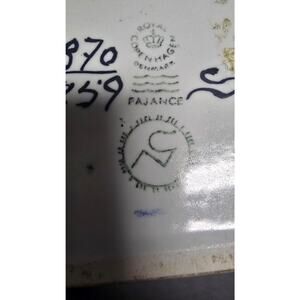 ROYAL
COPENHAGEN
DENMARK
FAJANCE
870
759